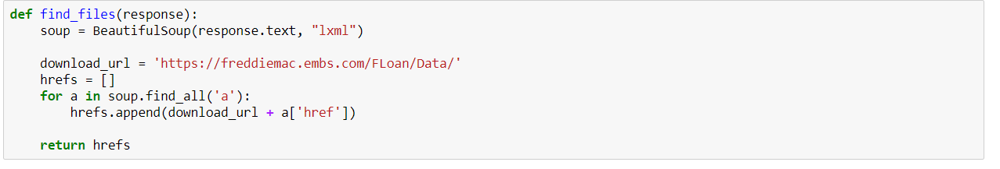 def find_files(response):
    soup = BeautifulSoup(response.text, "lxml")
    download_url = 'https://freddiemac.embs.com/FLoan/Data/'
    hrefs = []
    for a in soup.find_all('a'):
        hrefs.append(download_url + a['href'])
    return hrefs